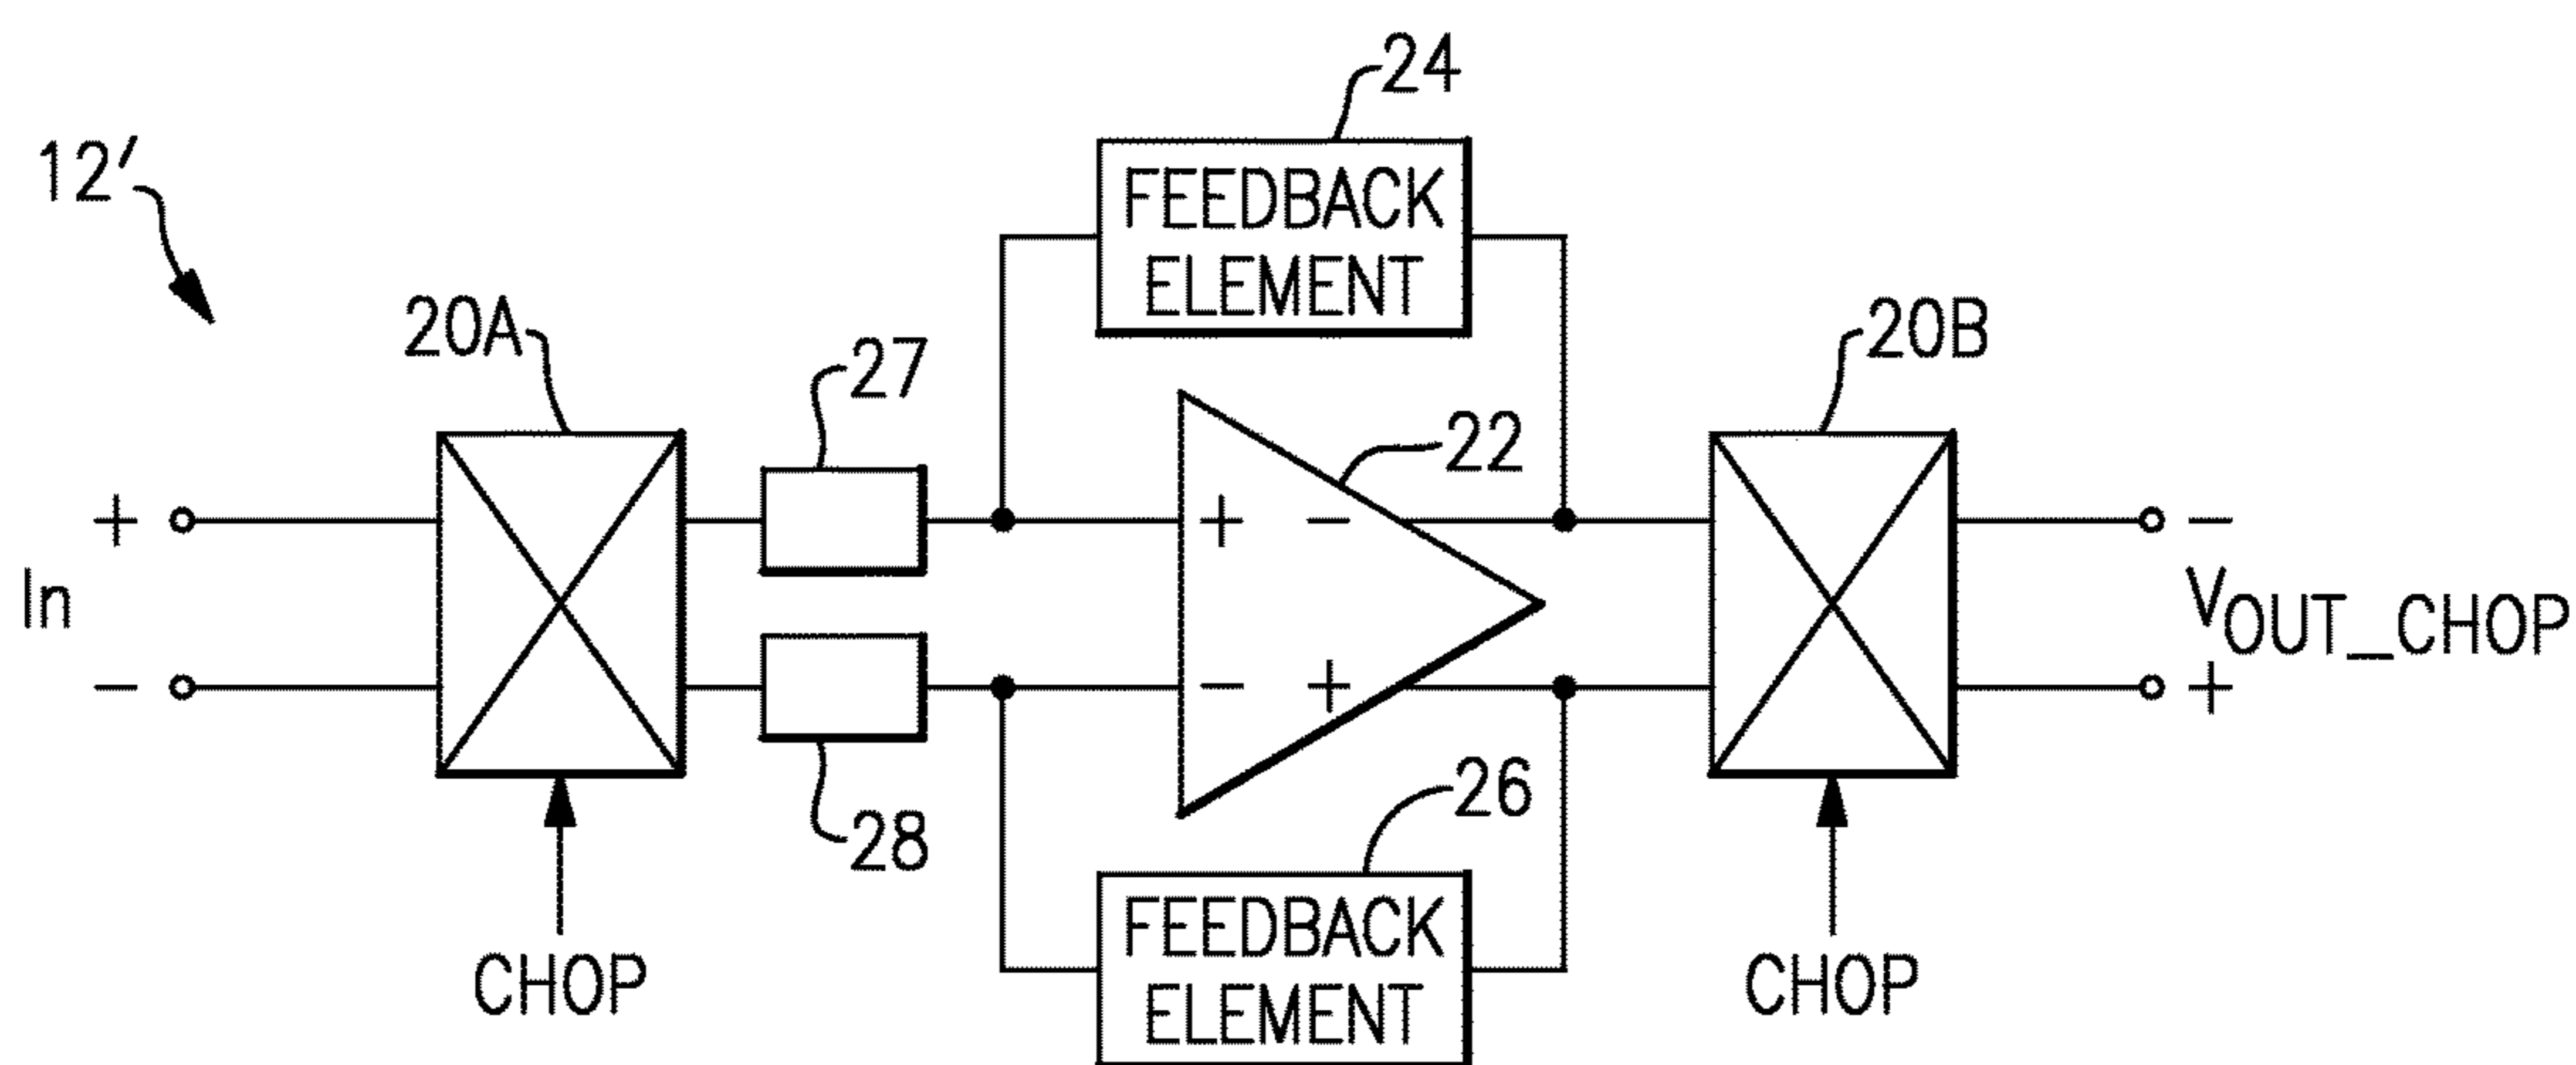 24
12′
FEEDBACK
ELEMENT
20A
27
20B
22
+ + − −
In VOUT_CHOP
− − + +
28
26
FEEDBACK
ELEMENT
CHOP
CHOP